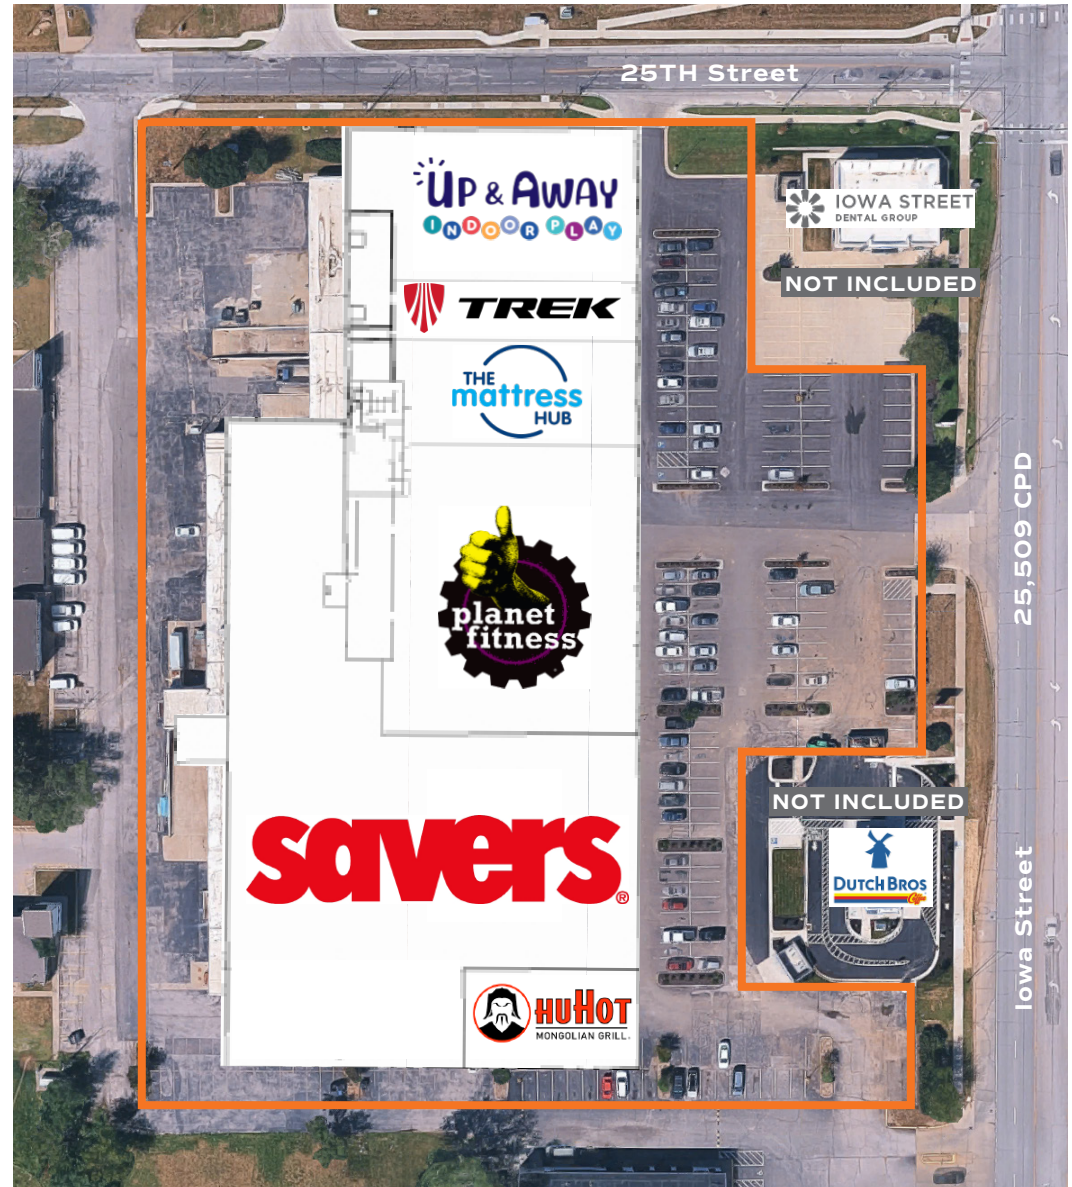 25TH Street
UP & AWAY
INDOOR PLAY
IOWA STREET
DENTAL GROUP
NOT INCLUDED
TREK
THE
mattress
HUB
25,509 CPD
planet
fitness
NOT INCLUDED
savers®
DUTCH BROS
Iowa Street
HUHOT
MONGOLIAN GRILL.